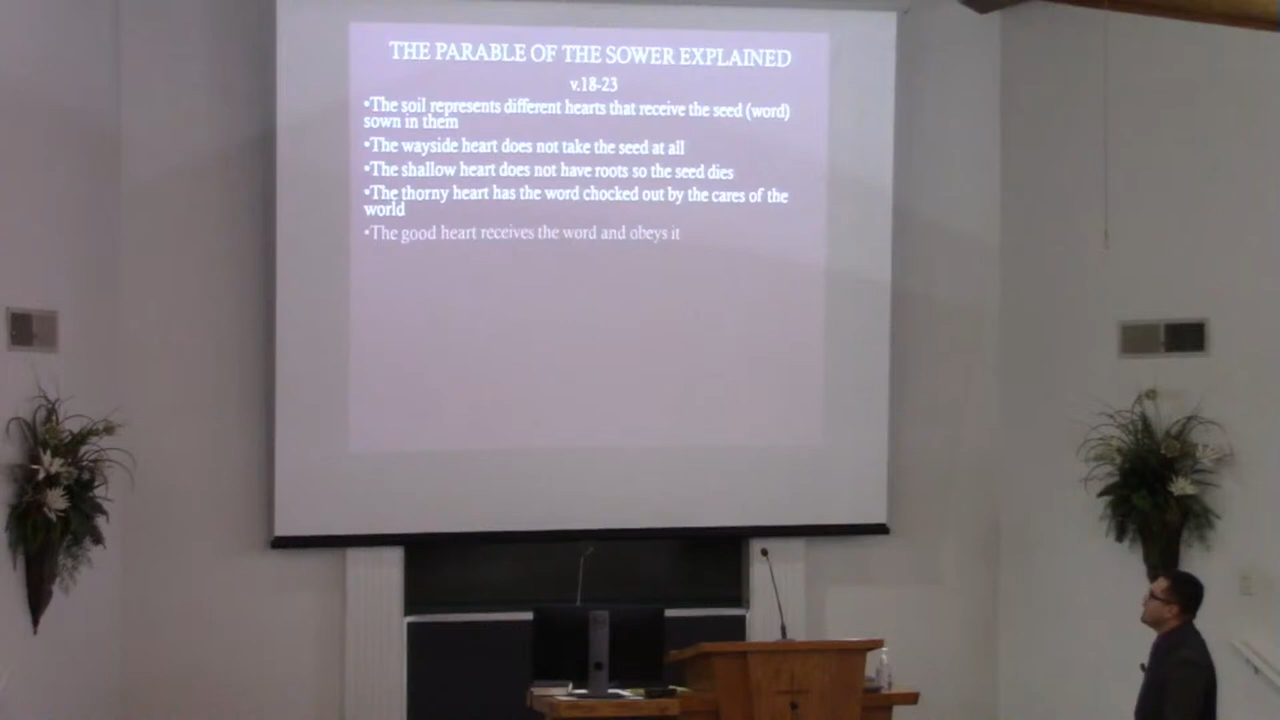 THE PARABLE OF THE SOWER EXPLAINED
v.18-23
•The soil represents different hearts that receive the seed (word)
sown in them
•The wayside heart does not take the seed at all
•The shallow heart does not have roots so the seed dies
•The thorny heart has the word chocked out by the cares of the
world
•The good heart receives the word and obeys it